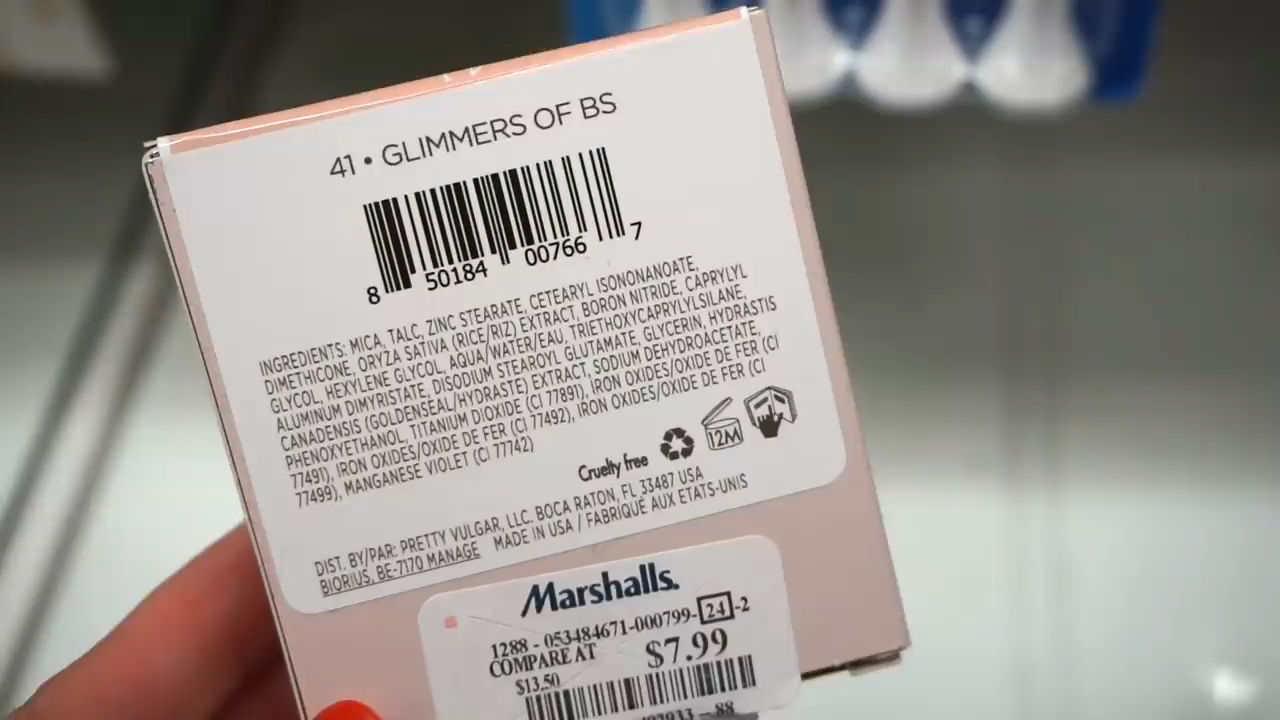 41 • GLIMMERS OF BS
8 50184 00766 7
INGREDIENTS: MICA, TALC, ZINC STEARATE, CETEARYL ISONONANOATE,
DIMETHICONE, ORYZA SATIVA (RICE/RIZ) EXTRACT, BORON NITRIDE, CAPRYLYL
GLYCOL, HEXYLENE GLYCOL, AQUA/WATER/EAU, TRIETHOXYCAPRYLYLSILANE,
ALUMINUM DIMYRISTATE, DISODIUM STEAROYL GLUTAMATE, GLYCERIN, HYDRASTIS
CANADENSIS (GOLDENSEAL/HYDRASTE) EXTRACT, SODIUM DEHYDROACETATE,
PHENOXYETHANOL, TITANIUM DIOXIDE (CI 77891), IRON OXIDES/OXIDE DE FER (CI
77491), IRON OXIDES/OXIDE DE FER (CI 77492), IRON OXIDES/OXIDE DE FER (CI
77499), MANGANESE VIOLET (CI 77742)
Cruelty free 12M
DIST. BY/PAR: PRETTY VULGAR, LLC. BOCA RATON, FL 33487 USA
BIORIUS, BE-7170 MANAGE MADE IN USA / FABRIQUÉ AUX ETATS-UNIS
Marshalls.
1288 - 053484671-000799-24-2
COMPARE AT $7.99
$13.50